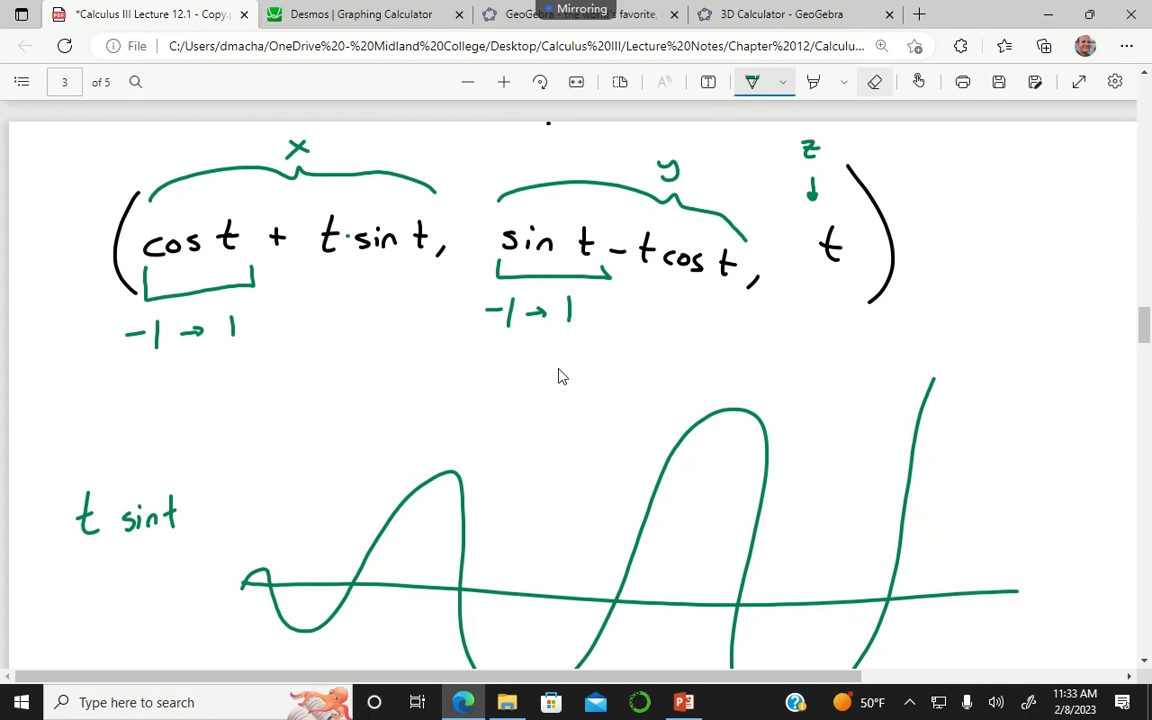 Mirroring
*Calculus III Lecture 12.1 - Copy.
Desmos | Graphing Calculator
GeoGebra - the world's favorite,
3D Calculator - GeoGebra
File
C:/Users/dmacha/OneDrive%20-%20Midland%20College/Desktop/Calculus%20III/Lecture%20Notes/Chapter%2012/Calculu...
3 of 5
x
y
z
(cos t + t·sin t, sin t - t cos t, t)
-1 → 1
-1 → 1
t sint
Type here to search
50°F
11:33 AM
2/8/2023